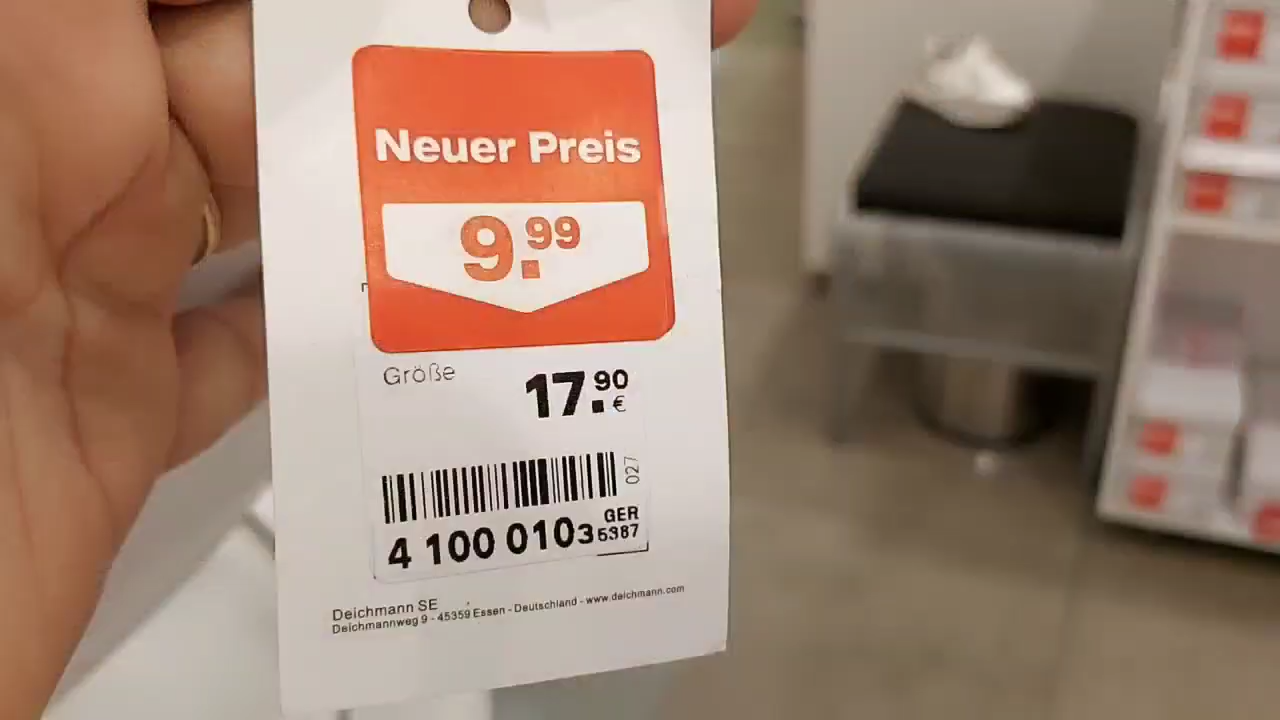 Neuer Preis
9.99
Größe
17.90
€
027
GER
4 100 0103 5387
Deichmann SE
Deichmannweg 9 - 45359 Essen - Deutschland - www.deichmann.com